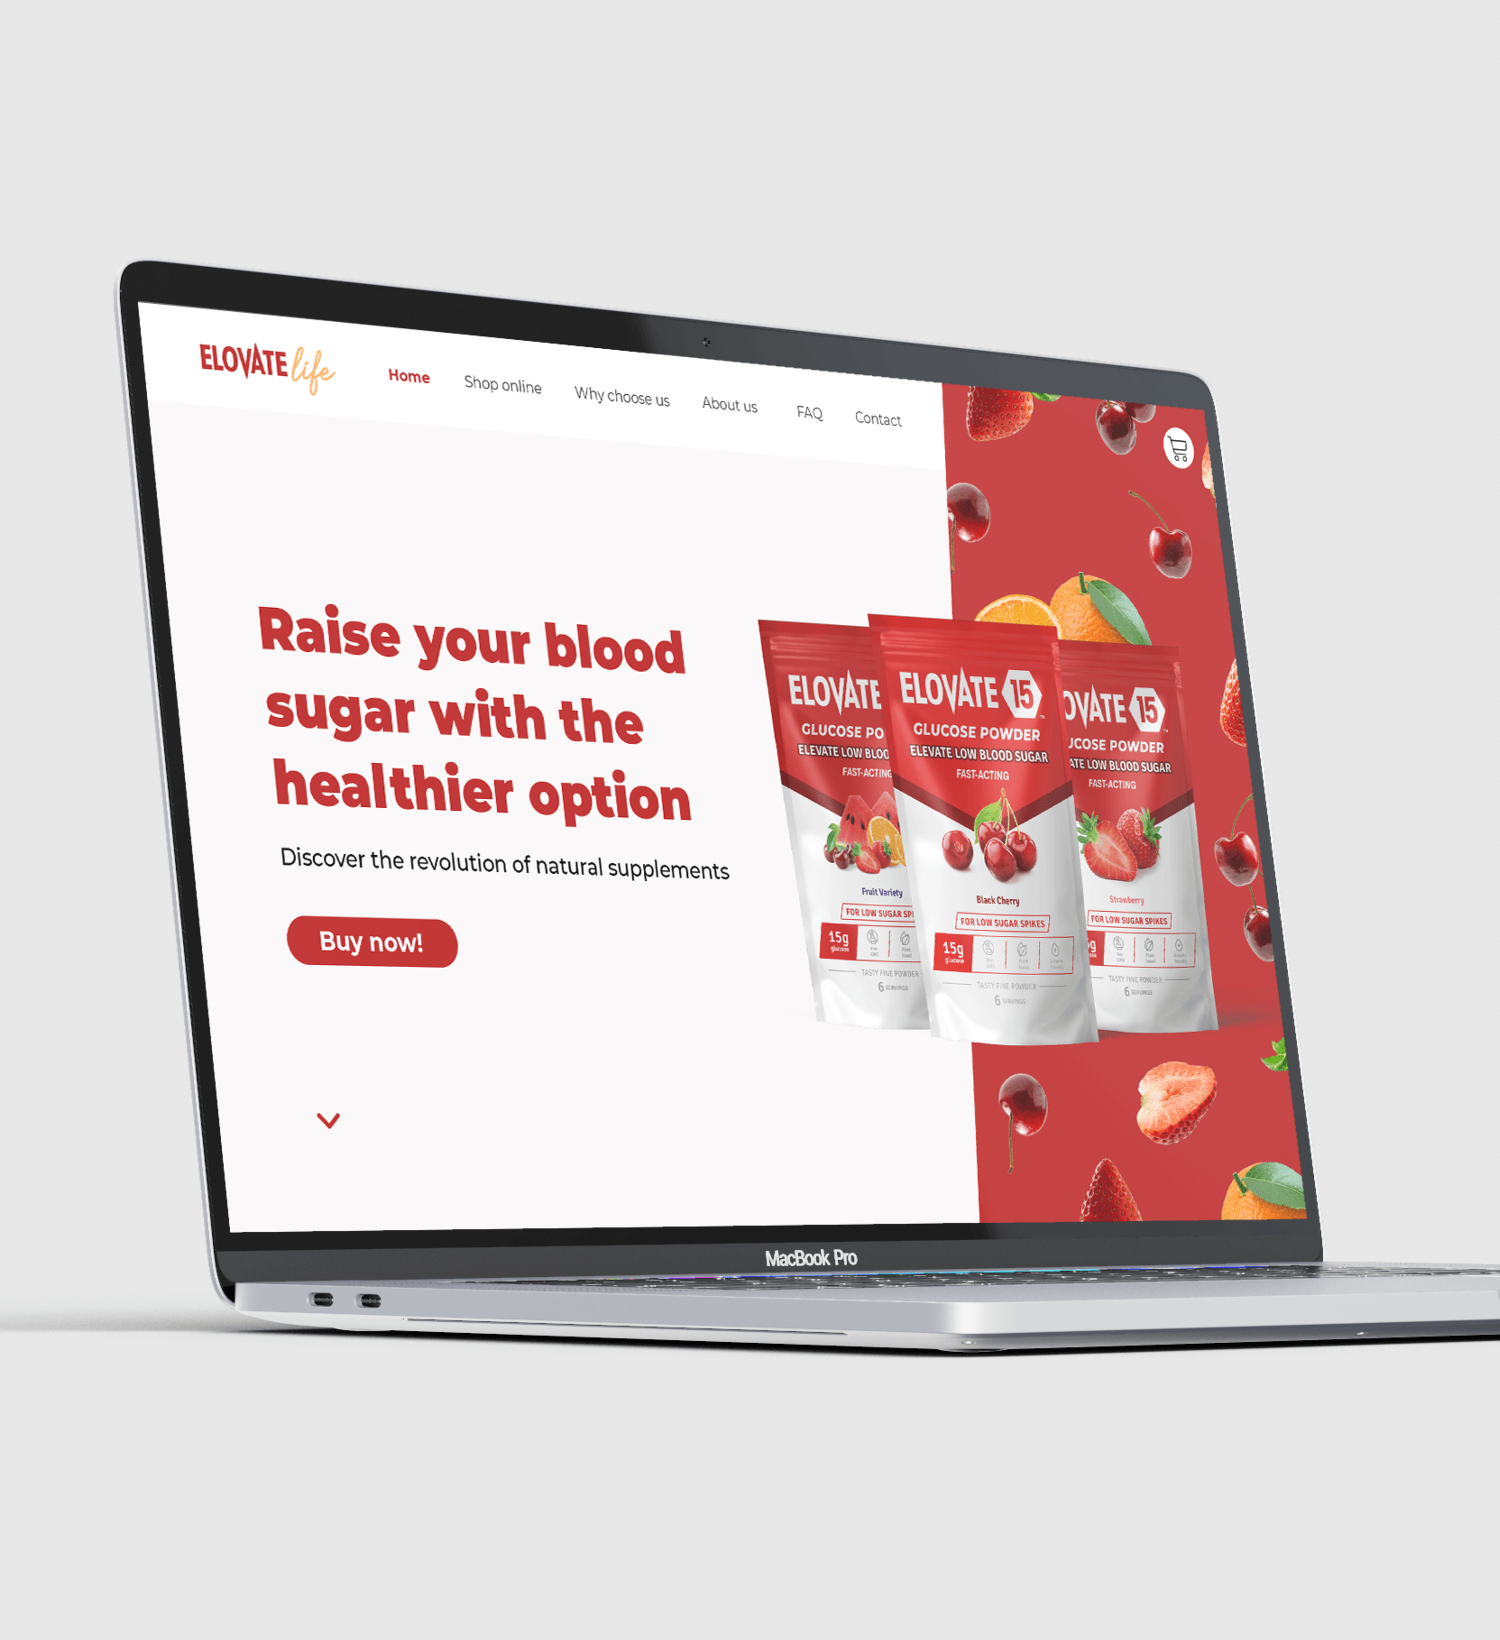 ELOVATE life
Home
Shop online
Why choose us
About us
FAQ
Contact
Raise your blood
sugar with the
healthier option
Discover the revolution of natural supplements
Buy now!
ELOVATE
GLUCOSE PO
ELEVATE LOW BLOO
FAST-ACTING
Fruit Variety
FOR LOW SUGAR SPI
15g
glucose
TASTY FINE POWDER
6 SERVINGS
ELOVATE 15
GLUCOSE POWDER
ELEVATE LOW BLOOD SUGAR
FAST-ACTING
Black Cherry
FOR LOW SUGAR SPIKES
15g
glucose
TASTY FINE POWDER
6 SERVINGS
OVATE 15
UCOSE POWDER
ATE LOW BLOOD SUGAR
FAST-ACTING
Strawberry
FOR LOW SUGAR SPIKES
TASTY FINE POWDER
6 SERVINGS
MacBook Pro